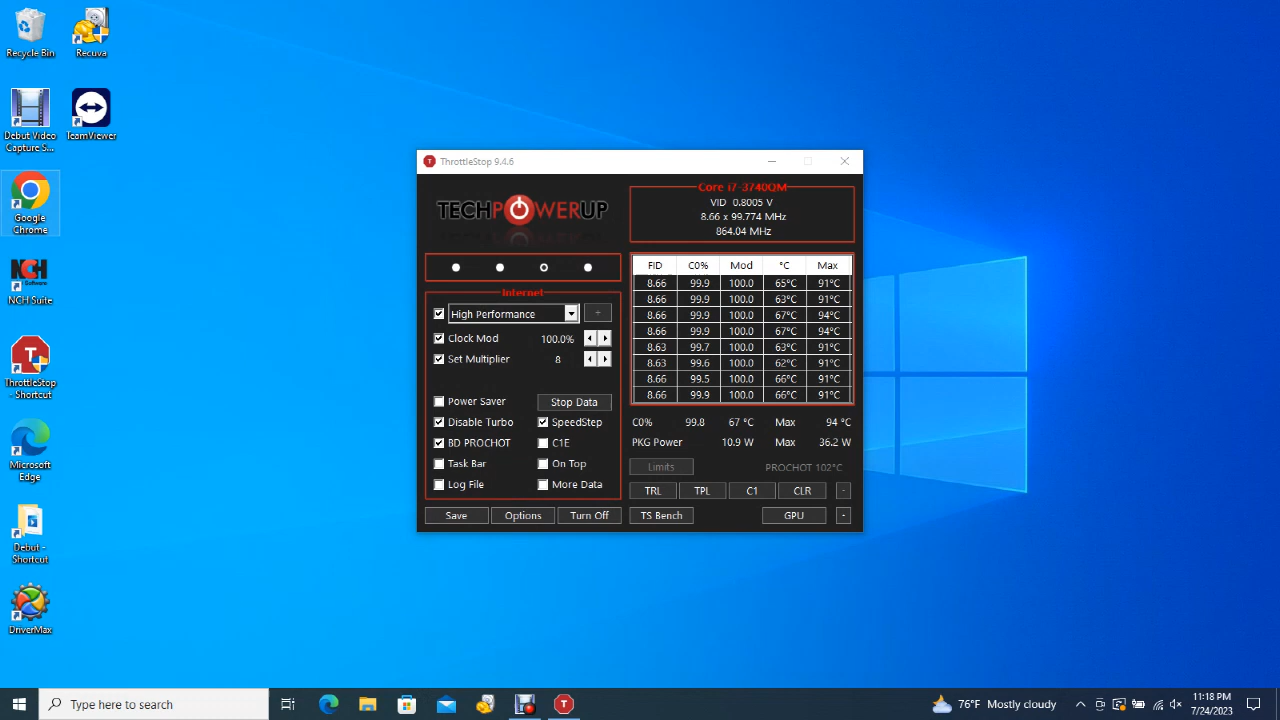 Recycle Bin
Recuva
Debut Video
Capture S...
TeamViewer
Google
Chrome
NCH
Software
NCH Suite
ThrottleStop
- Shortcut
Microsoft
Edge
Debut -
Shortcut
DriverMax
ThrottleStop 9.4.6
TECHPOWERUP
Core i7-3740QM
VID 0.8005 V
8.66 x 99.774 MHz
864.04 MHz
Internet
High Performance +
Clock Mod 100.0%
Set Multiplier 8
Power Saver Stop Data
Disable Turbo SpeedStep
BD PROCHOT C1E
Task Bar On Top
Log File More Data
Save Options Turn Off
FID C0% Mod °C Max
8.66 99.9 100.0 65°C 91°C
8.66 99.9 100.0 63°C 91°C
8.66 99.9 100.0 67°C 94°C
8.66 99.9 100.0 67°C 94°C
8.63 99.7 100.0 63°C 91°C
8.63 99.6 100.0 62°C 91°C
8.66 99.5 100.0 66°C 91°C
8.66 99.9 100.0 66°C 91°C
C0% 99.8 67 °C Max 94 °C
PKG Power 10.9 W Max 36.2 W
Limits PROCHOT 102°C
TRL TPL C1 CLR -
TS Bench GPU -
Type here to search
76°F Mostly cloudy
11:18 PM
7/24/2023